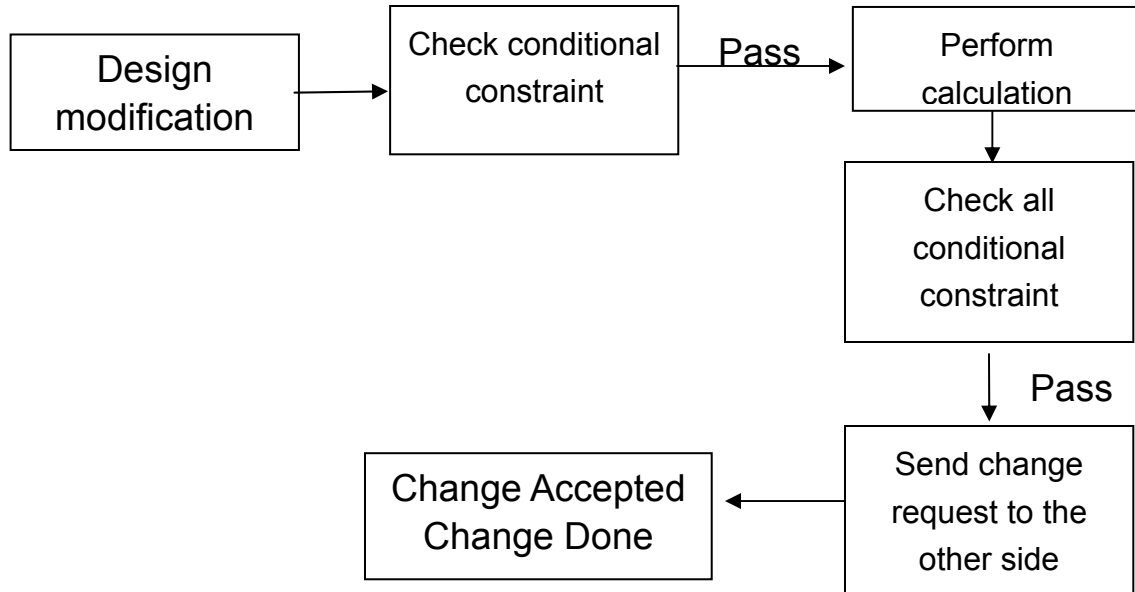 Design
modification
Check conditional
constraint
Pass
Perform
calculation
Check all
conditional
constraint
Pass
Send change
request to the
other side
Change Accepted
Change Done